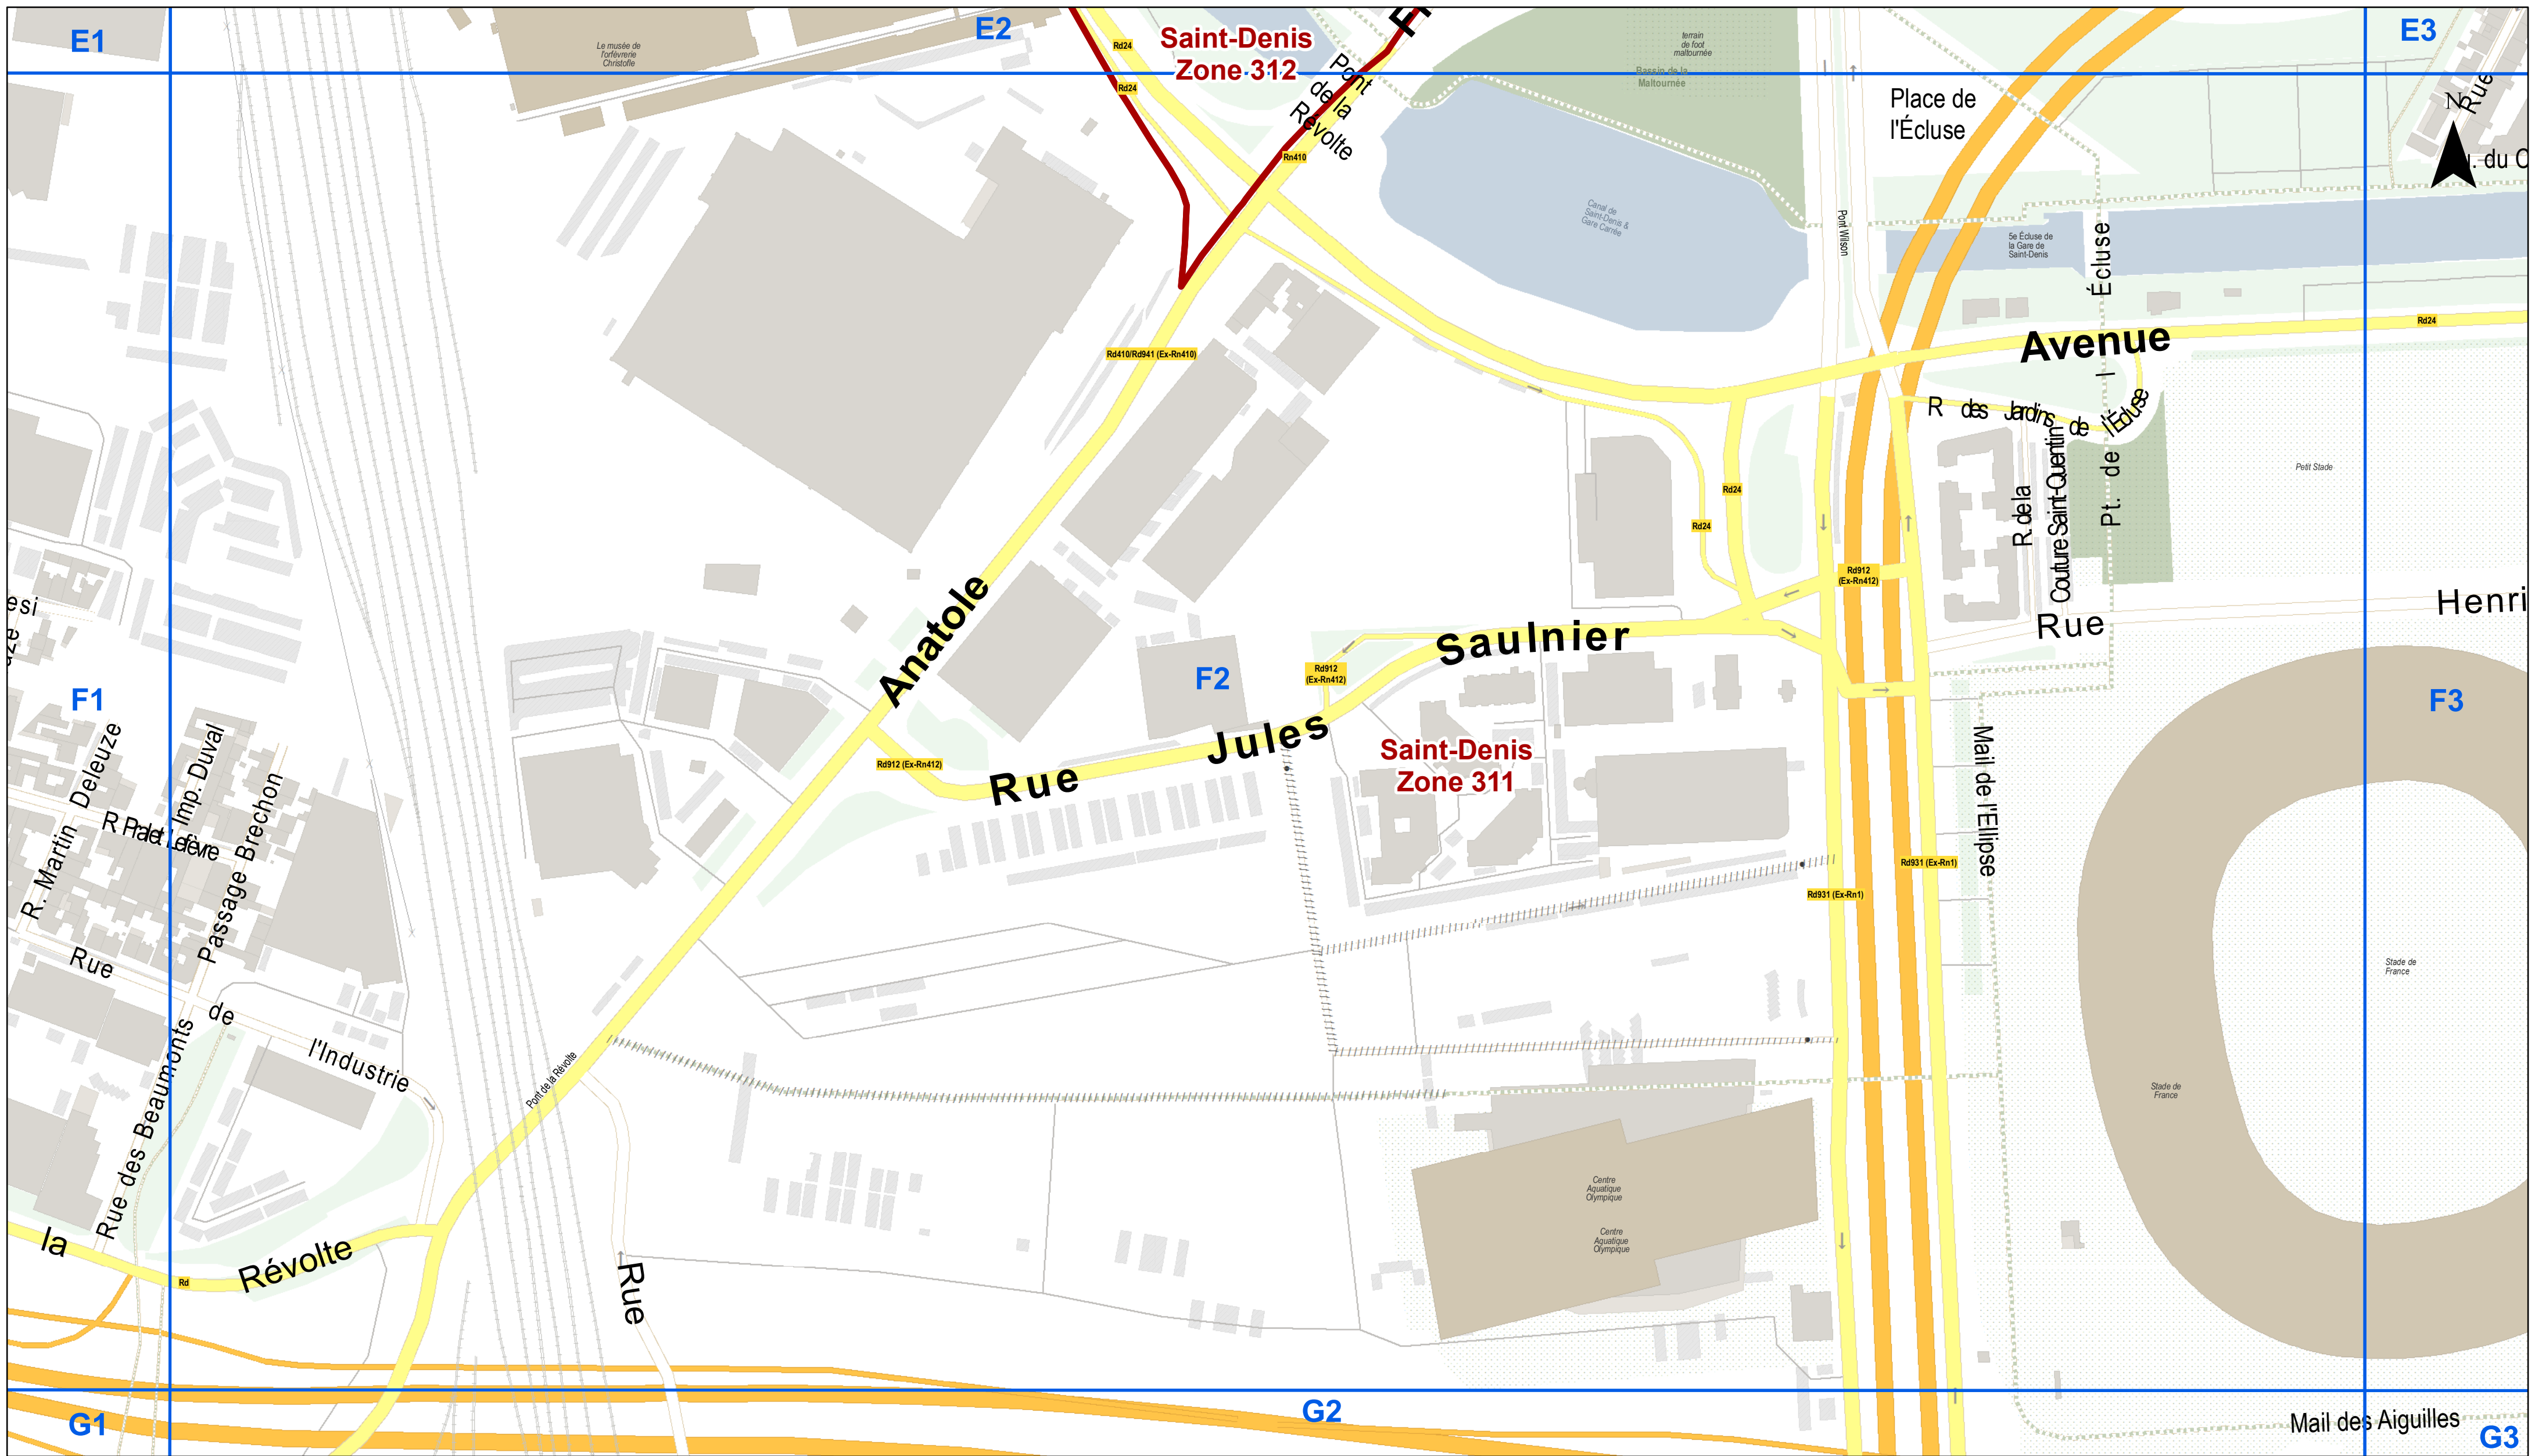 E1
E2
E3
Le musée de
l'orfèvrerie
Christofle
Rd24
Saint-Denis
Zone 312
terrain
de foot
maltournée
Bassin de la
Maltournée
Rd24
Pont
de la
Révolte
Rn410
Place de
l'Écluse
N
Rue
du C
Canal de
Saint-Denis &
Gare Carrée
Pont Wilson
5e Écluse de
la Gare de
Saint-Denis
Rd24
Avenue
Rd410/Rd941 (Ex-Rn410)
R des Jardins de l'Écluse
Pt. de l Écluse
R. de la
Couture Saint-Quentin
Petit Stade
Rd24
Rd24
Rd912
(Ex-Rn412)
Anatole
Henri
Rue
esi
F1
F2
F3
Rd912
(Ex-Rn412)
Saulnier
Jules
Rue
Rd912 (Ex-Rn412)
Saint-Denis
Zone 311
R. Martin Deleuze
Imp. Duval
Passage Brechon
Mail de l'Ellipse
Rd931 (Ex-Rn1)
Rd931 (Ex-Rn1)
Stade de
France
Rue
de
l'Industrie
Rue des Beaumonts
Pont de la Révolte
Stade de
France
Centre
Aquatique
Olympique
Centre
Aquatique
Olympique
la
Révolte
Rd
Rue
G1
G2
Mail des Aiguilles
G3